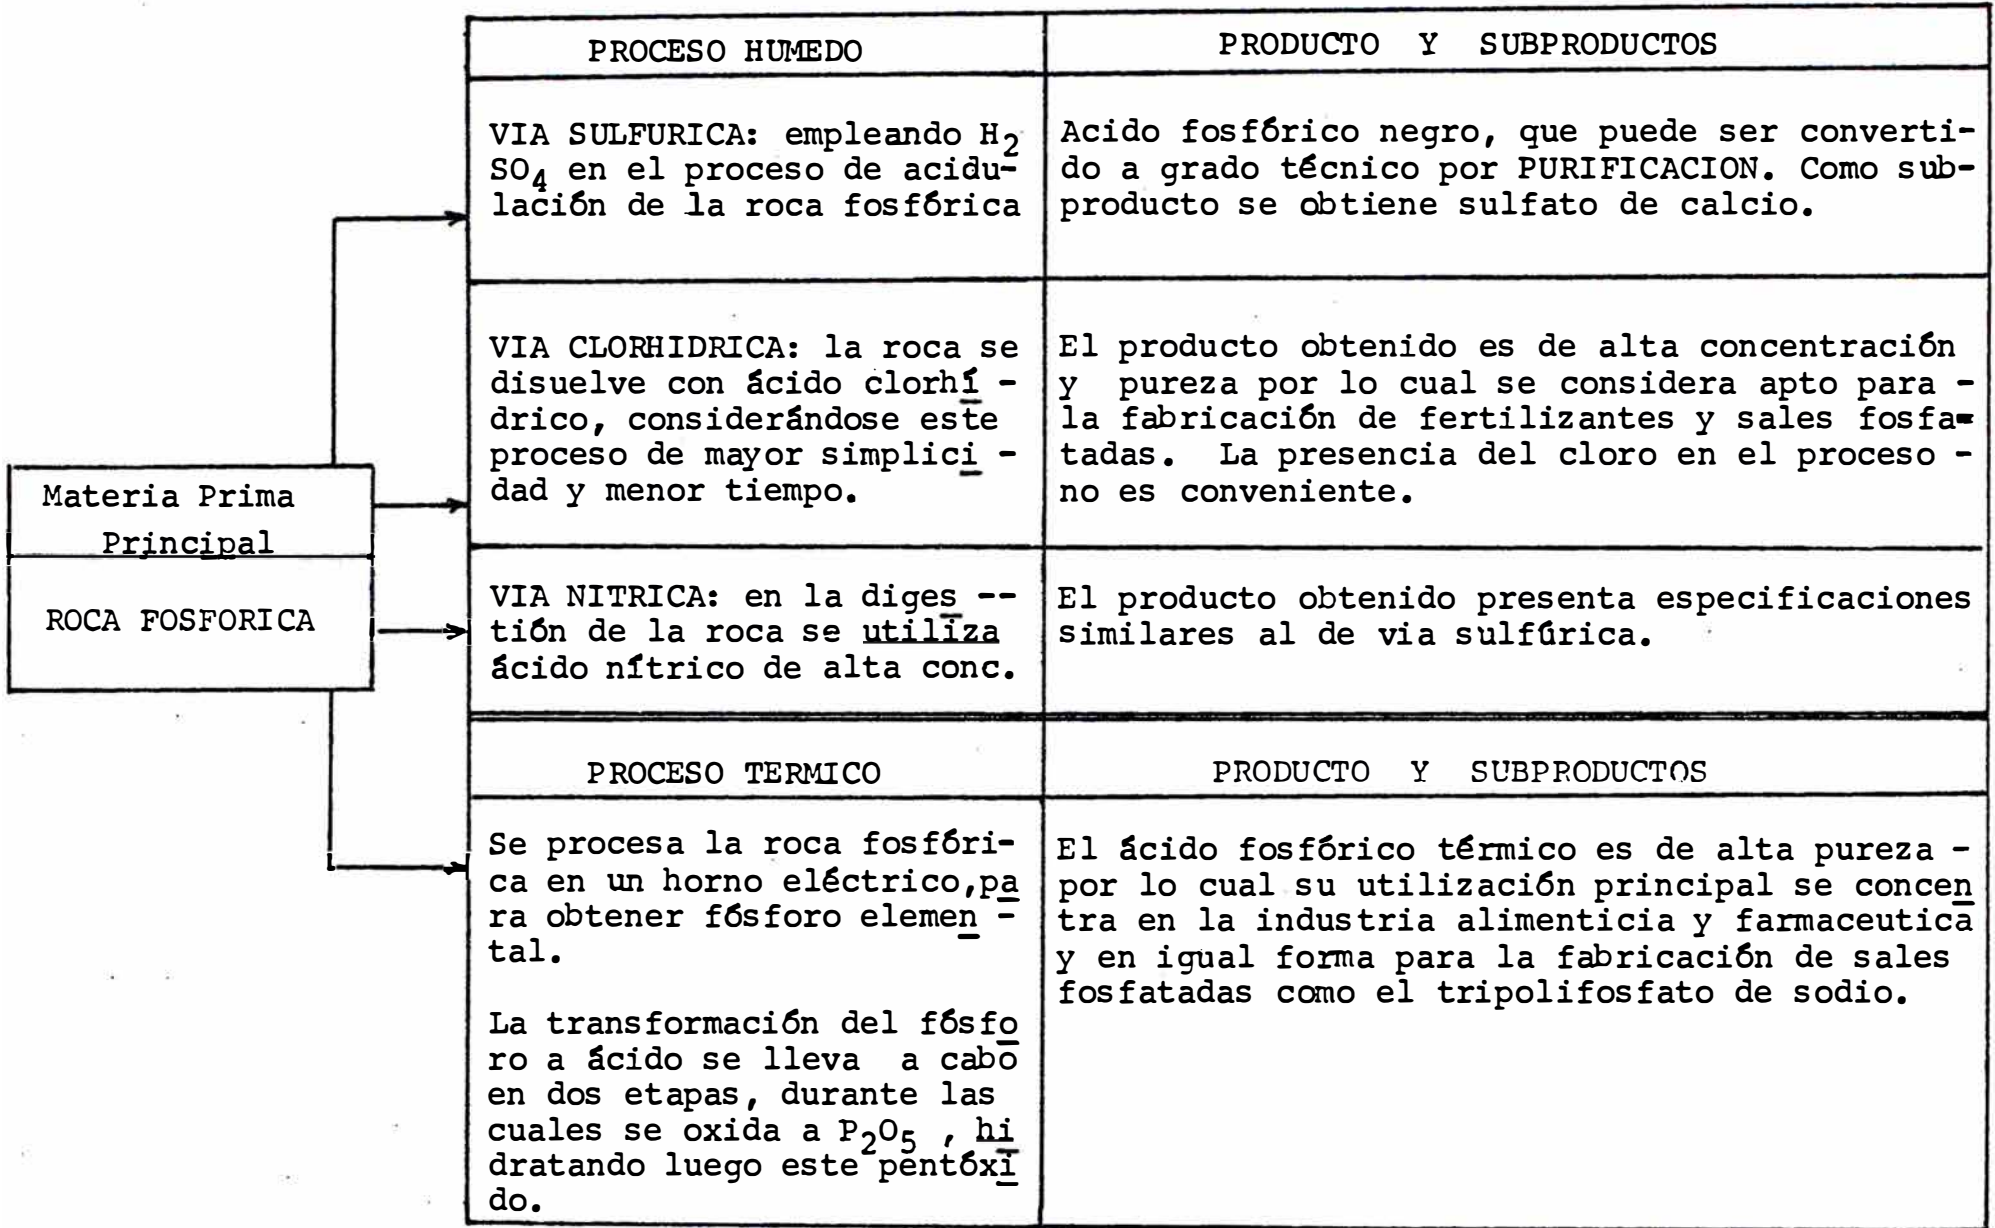 PROCESO HUMEDO
PRODUCTO Y SUBPRODUCTOS
VIA SULFURICA: empleando H2
SO4 en el proceso de acidu-
lación de la roca fosfórica
Acido fosfórico negro, que puede ser converti-
do a grado técnico por PURIFICACION. Como sub-
producto se obtiene sulfato de calcio.
VIA CLORHIDRICA: la roca se
disuelve con ácido clorhí -
drico, considerándose este
proceso de mayor simplici -
dad y menor tiempo.
El producto obtenido es de alta concentración
y pureza por lo cual se considera apto para -
la fabricación de fertilizantes y sales fosfa-
tadas. La presencia del cloro en el proceso -
no es conveniente.
Materia Prima
Principal
ROCA FOSFORICA
VIA NITRICA: en la diges --
tión de la roca se utiliza
ácido nítrico de alta conc.
El producto obtenido presenta especificaciones
similares al de via sulfúrica.
PROCESO TERMICO
PRODUCTO Y SUBPRODUCTOS
Se procesa la roca fosfóri-
ca en un horno eléctrico,pa
ra obtener fósforo elemen -
tal.
La transformación del fósfo
ro a ácido se lleva a cabo
en dos etapas, durante las
cuales se oxida a P2O5 , hi
dratando luego este pentóxi
do.
El ácido fosfórico térmico es de alta pureza -
por lo cual su utilización principal se concen
tra en la industria alimenticia y farmaceutica
y en igual forma para la fabricación de sales
fosfatadas como el tripolifosfato de sodio.